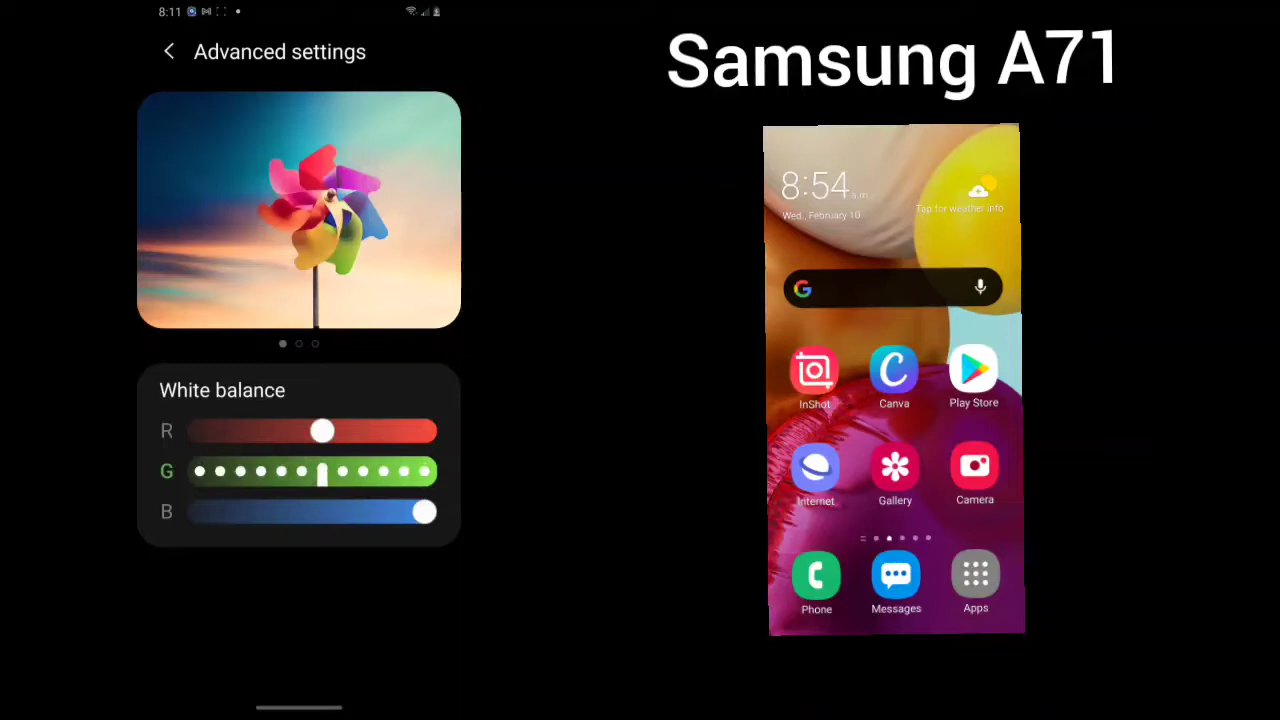 8:11
Advanced settings
White balance
R
G
B
Samsung A71
8:54 a.m.
Wed., February 10
Tap for weather info
InShot
Canva
Play Store
Internet
Gallery
Camera
Phone
Messages
Apps